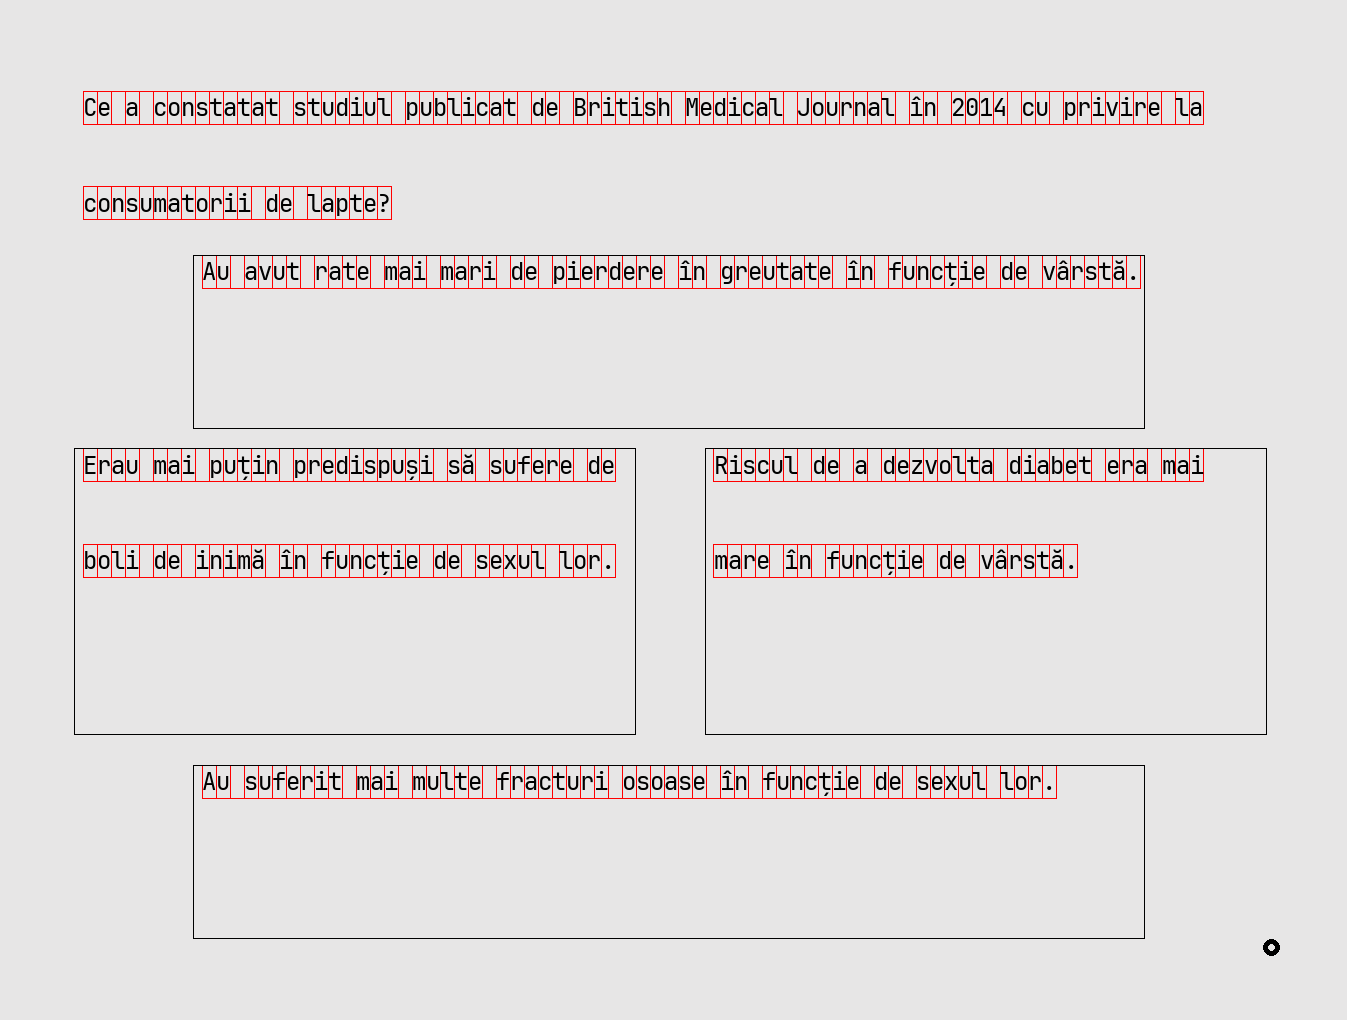 Ce a constatat studiul publicat de British Medical Journal în 2014 cu privire la
consumatorii de lapte?
Au avut rate mai mari de pierdere în greutate în funcție de vârstă.
Erau mai puțin predispuși să sufere de
boli de inimă în funcție de sexul lor.
Riscul de a dezvolta diabet era mai
mare în funcție de vârstă.
Au suferit mai multe fracturi osoase în funcție de sexul lor.